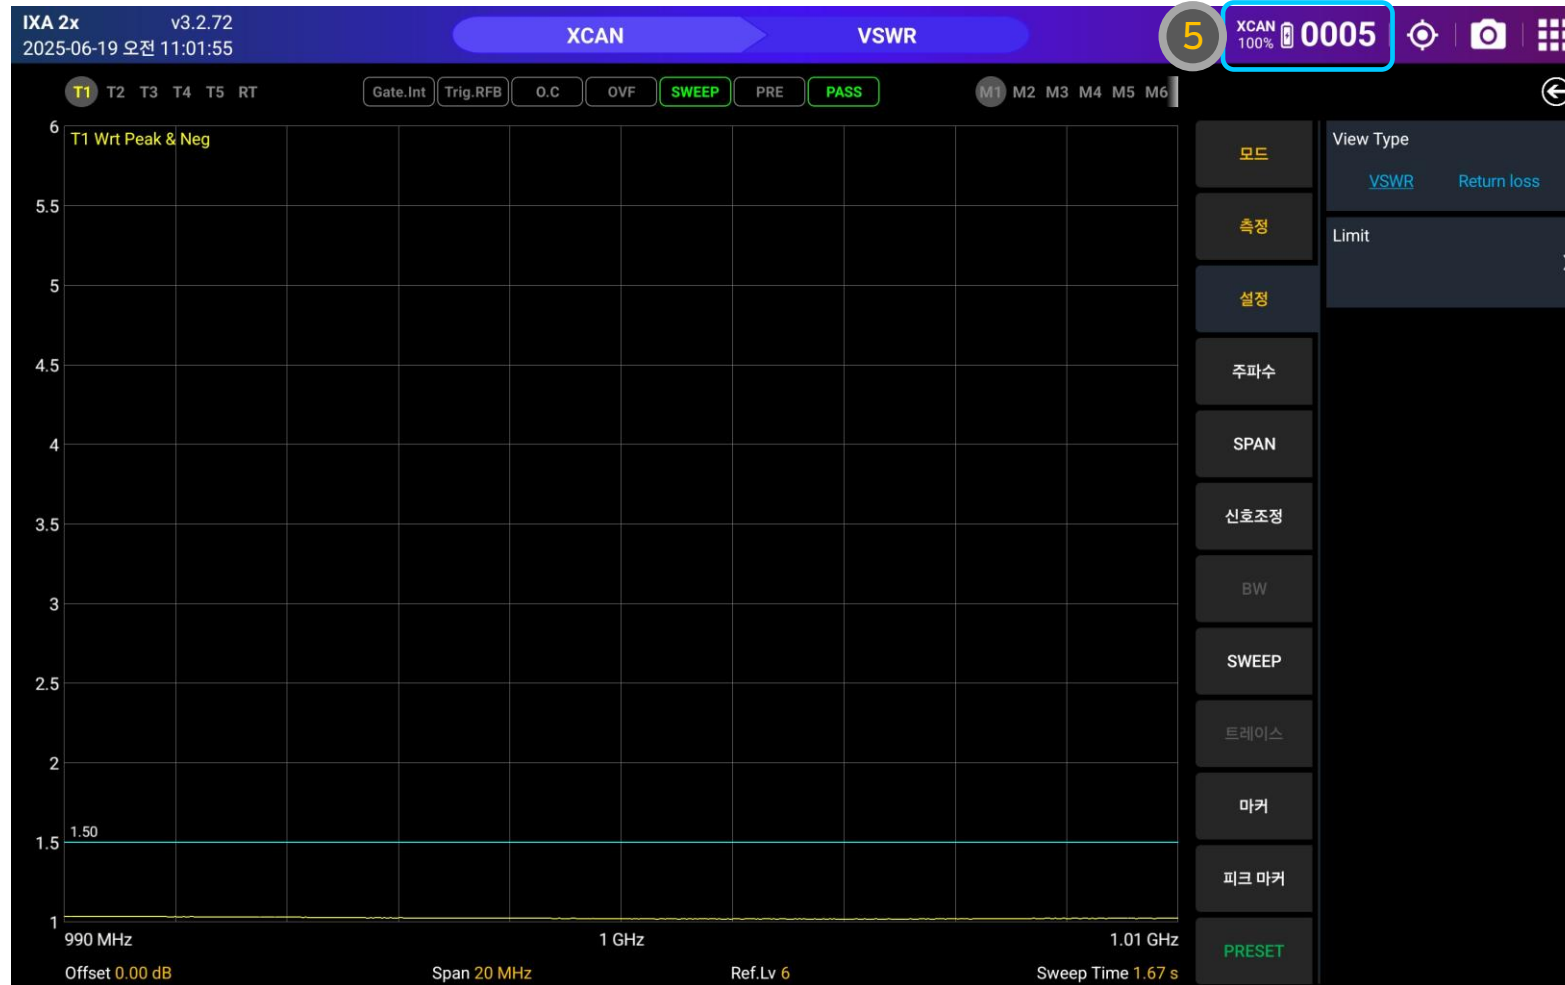 IXA 2x v3.2.72
2025-06-19 오전 11:01:55
XCAN VSWR
5
XCAN
100%
0005
T1 T2 T3 T4 T5 RT
Gate.Int Trig.RFB O.C OVF SWEEP PRE PASS
M1 M2 M3 M4 M5 M6
T1 Wrt Peak & Neg
6
5.5
5
4.5
4
3.5
3
2.5
2
1.5
1
1.50
990 MHz 1 GHz 1.01 GHz
Offset 0.00 dB Span 20 MHz Ref.Lv 6 Sweep Time 1.67 s
모드
측정
설정
주파수
SPAN
신호조정
BW
SWEEP
트레이스
마커
피크 마커
PRESET
View Type
VSWR Return loss
Limit